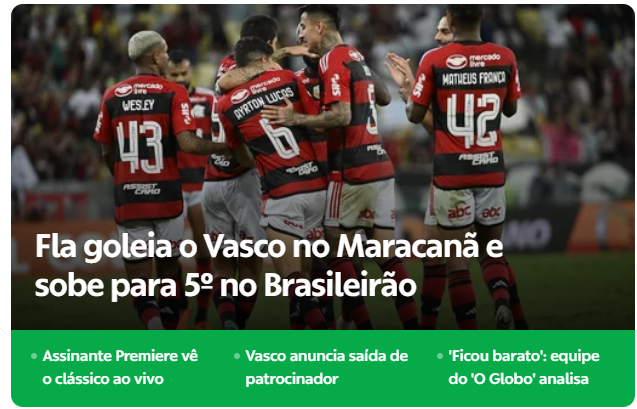 mercado livre
WESLEY
43
ASSIST CARD
mercado livre
AYRTON LUCAS
6
ASSIST CARD
mercado livre
MATHEUS FRANÇA
42
ASSIST CARD
abc
abc
Fla goleia o Vasco no Maracanã e
sobe para 5º no Brasileirão
Assinante Premiere vê
o clássico ao vivo
Vasco anuncia saída de
patrocinador
'Ficou barato': equipe
do 'O Globo' analisa